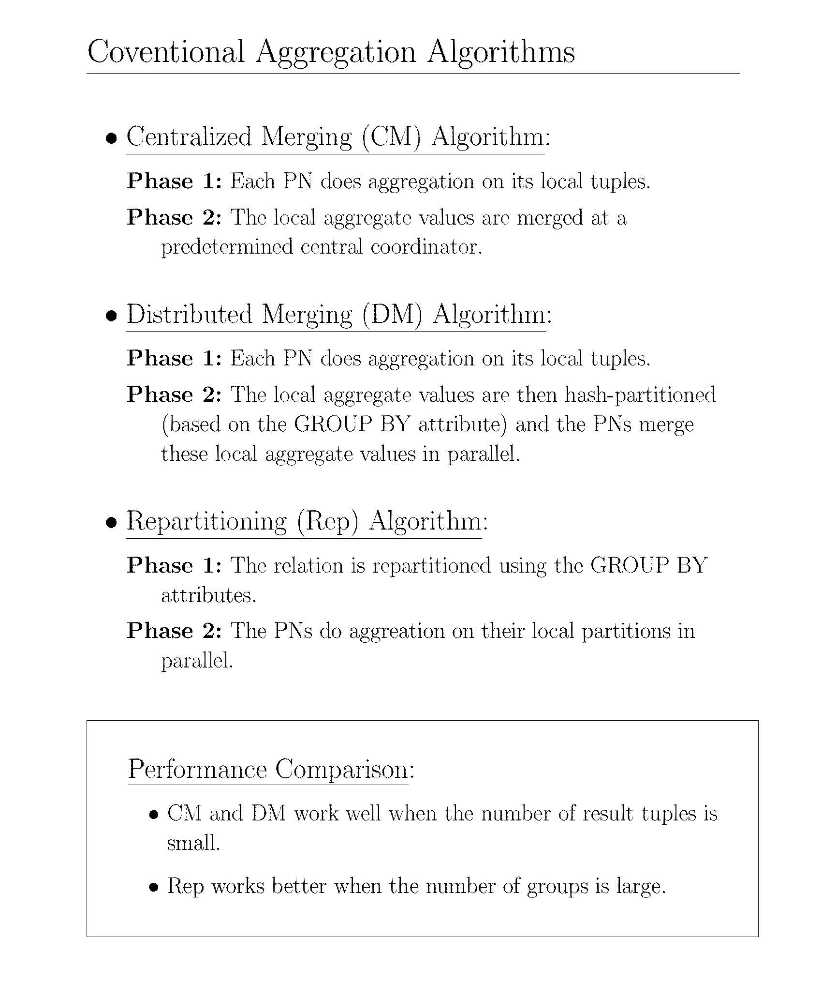 Coventional Aggregation Algorithms
• Centralized Merging (CM) Algorithm:
Phase 1: Each PN does aggregation on its local tuples.
Phase 2: The local aggregate values are merged at a
predetermined central coordinator.
• Distributed Merging (DM) Algorithm:
Phase 1: Each PN does aggregation on its local tuples.
Phase 2: The local aggregate values are then hash-partitioned
(based on the GROUP BY attribute) and the PNs merge
these local aggregate values in parallel.
• Repartitioning (Rep) Algorithm:
Phase 1: The relation is repartitioned using the GROUP BY
attributes.
Phase 2: The PNs do aggreation on their local partitions in
parallel.
Performance Comparison:
• CM and DM work well when the number of result tuples is
small.
• Rep works better when the number of groups is large.